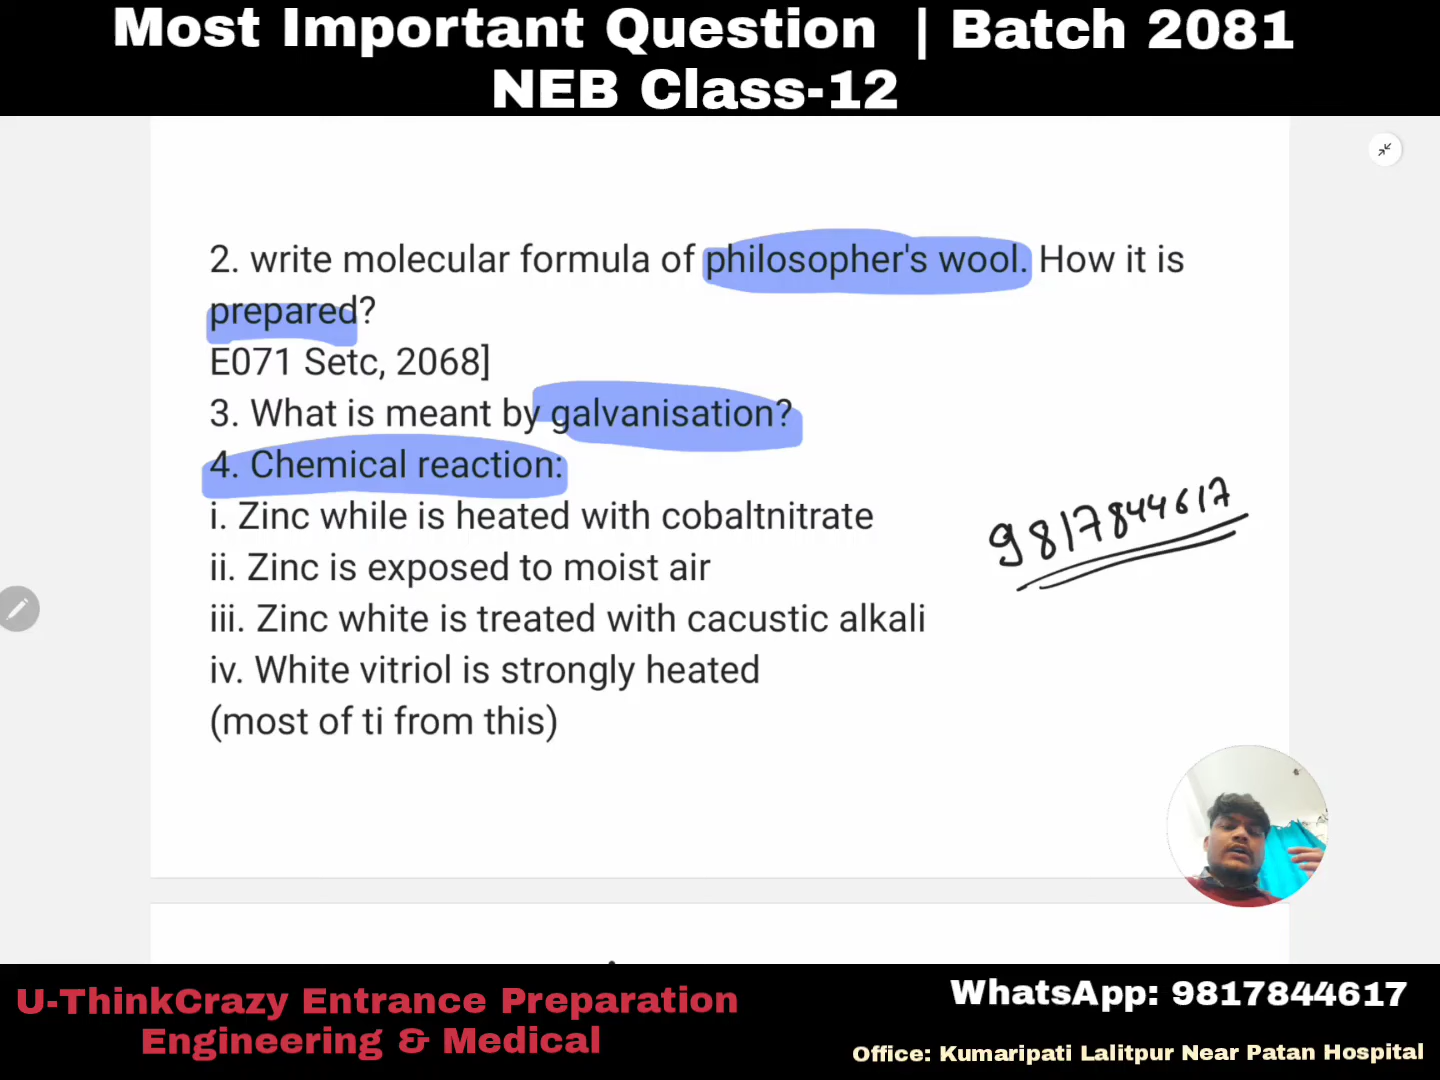 Most Important Question | Batch 2081
NEB Class-12
2. write molecular formula of philosopher's wool. How it is
prepared?
E071 Setc, 2068]
3. What is meant by galvanisation?
4. Chemical reaction:
i. Zinc while is heated with cobaltnitrate
ii. Zinc is exposed to moist air
iii. Zinc white is treated with cacustic alkali
iv. White vitriol is strongly heated
(most of ti from this)
9817844617
U-ThinkCrazy Entrance Preparation
Engineering & Medical
WhatsApp: 9817844617
Office: Kumaripati Lalitpur Near Patan Hospital